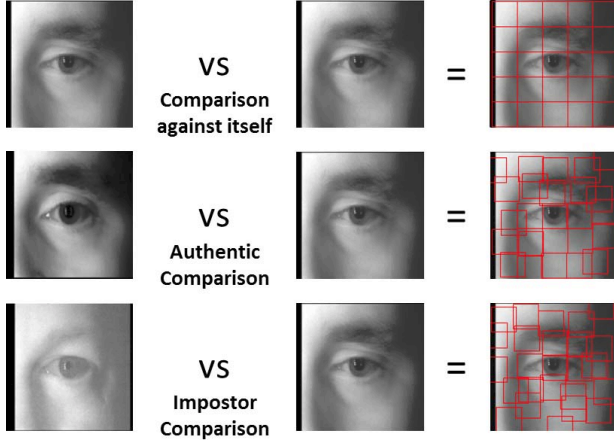 VS
=
Comparison
against itself
VS
=
Authentic
Comparison
VS
=
Impostor
Comparison